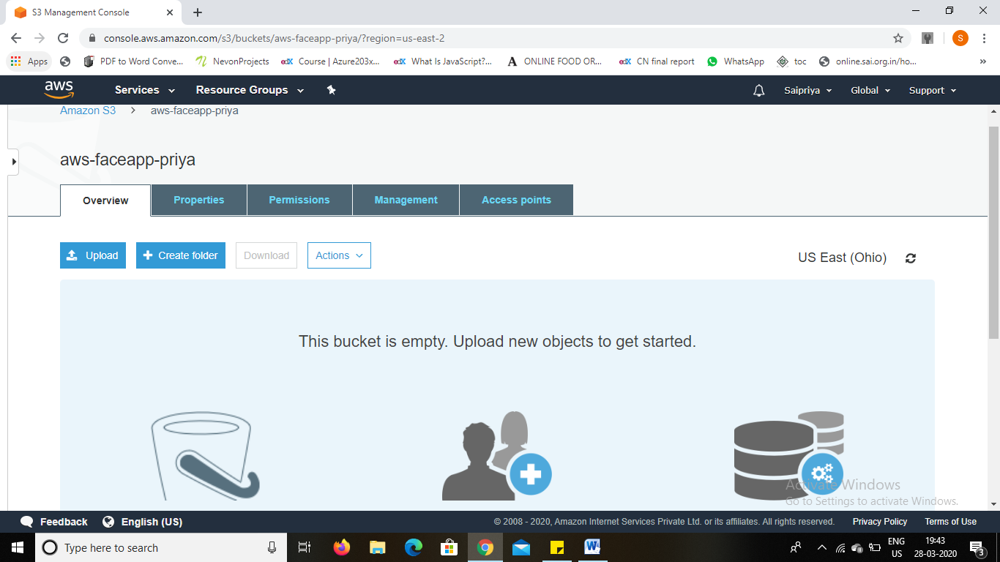 S3 Management Console
console.aws.amazon.com/s3/buckets/aws-faceapp-priya/?region=us-east-2
S
Apps PDF to Word Conve... NevonProjects edX Course | Azure203x... edX What Is JavaScript?... A ONLINE FOOD OR... edX CN final report WhatsApp toc online.sai.org.in/ho... »
aws Services Resource Groups Saipriya Global Support
Amazon S3 > aws-faceapp-priya
aws-faceapp-priya
Overview Properties Permissions Management Access points
Upload Create folder Download Actions US East (Ohio)
This bucket is empty. Upload new objects to get started.
Activate Windows
Go to Settings to activate Windows.
Feedback English (US) © 2008 - 2020, Amazon Internet Services Private Ltd. or its affiliates. All rights reserved. Privacy Policy Terms of Use
Type here to search W ENG 19:43
US 28-03-2020 3